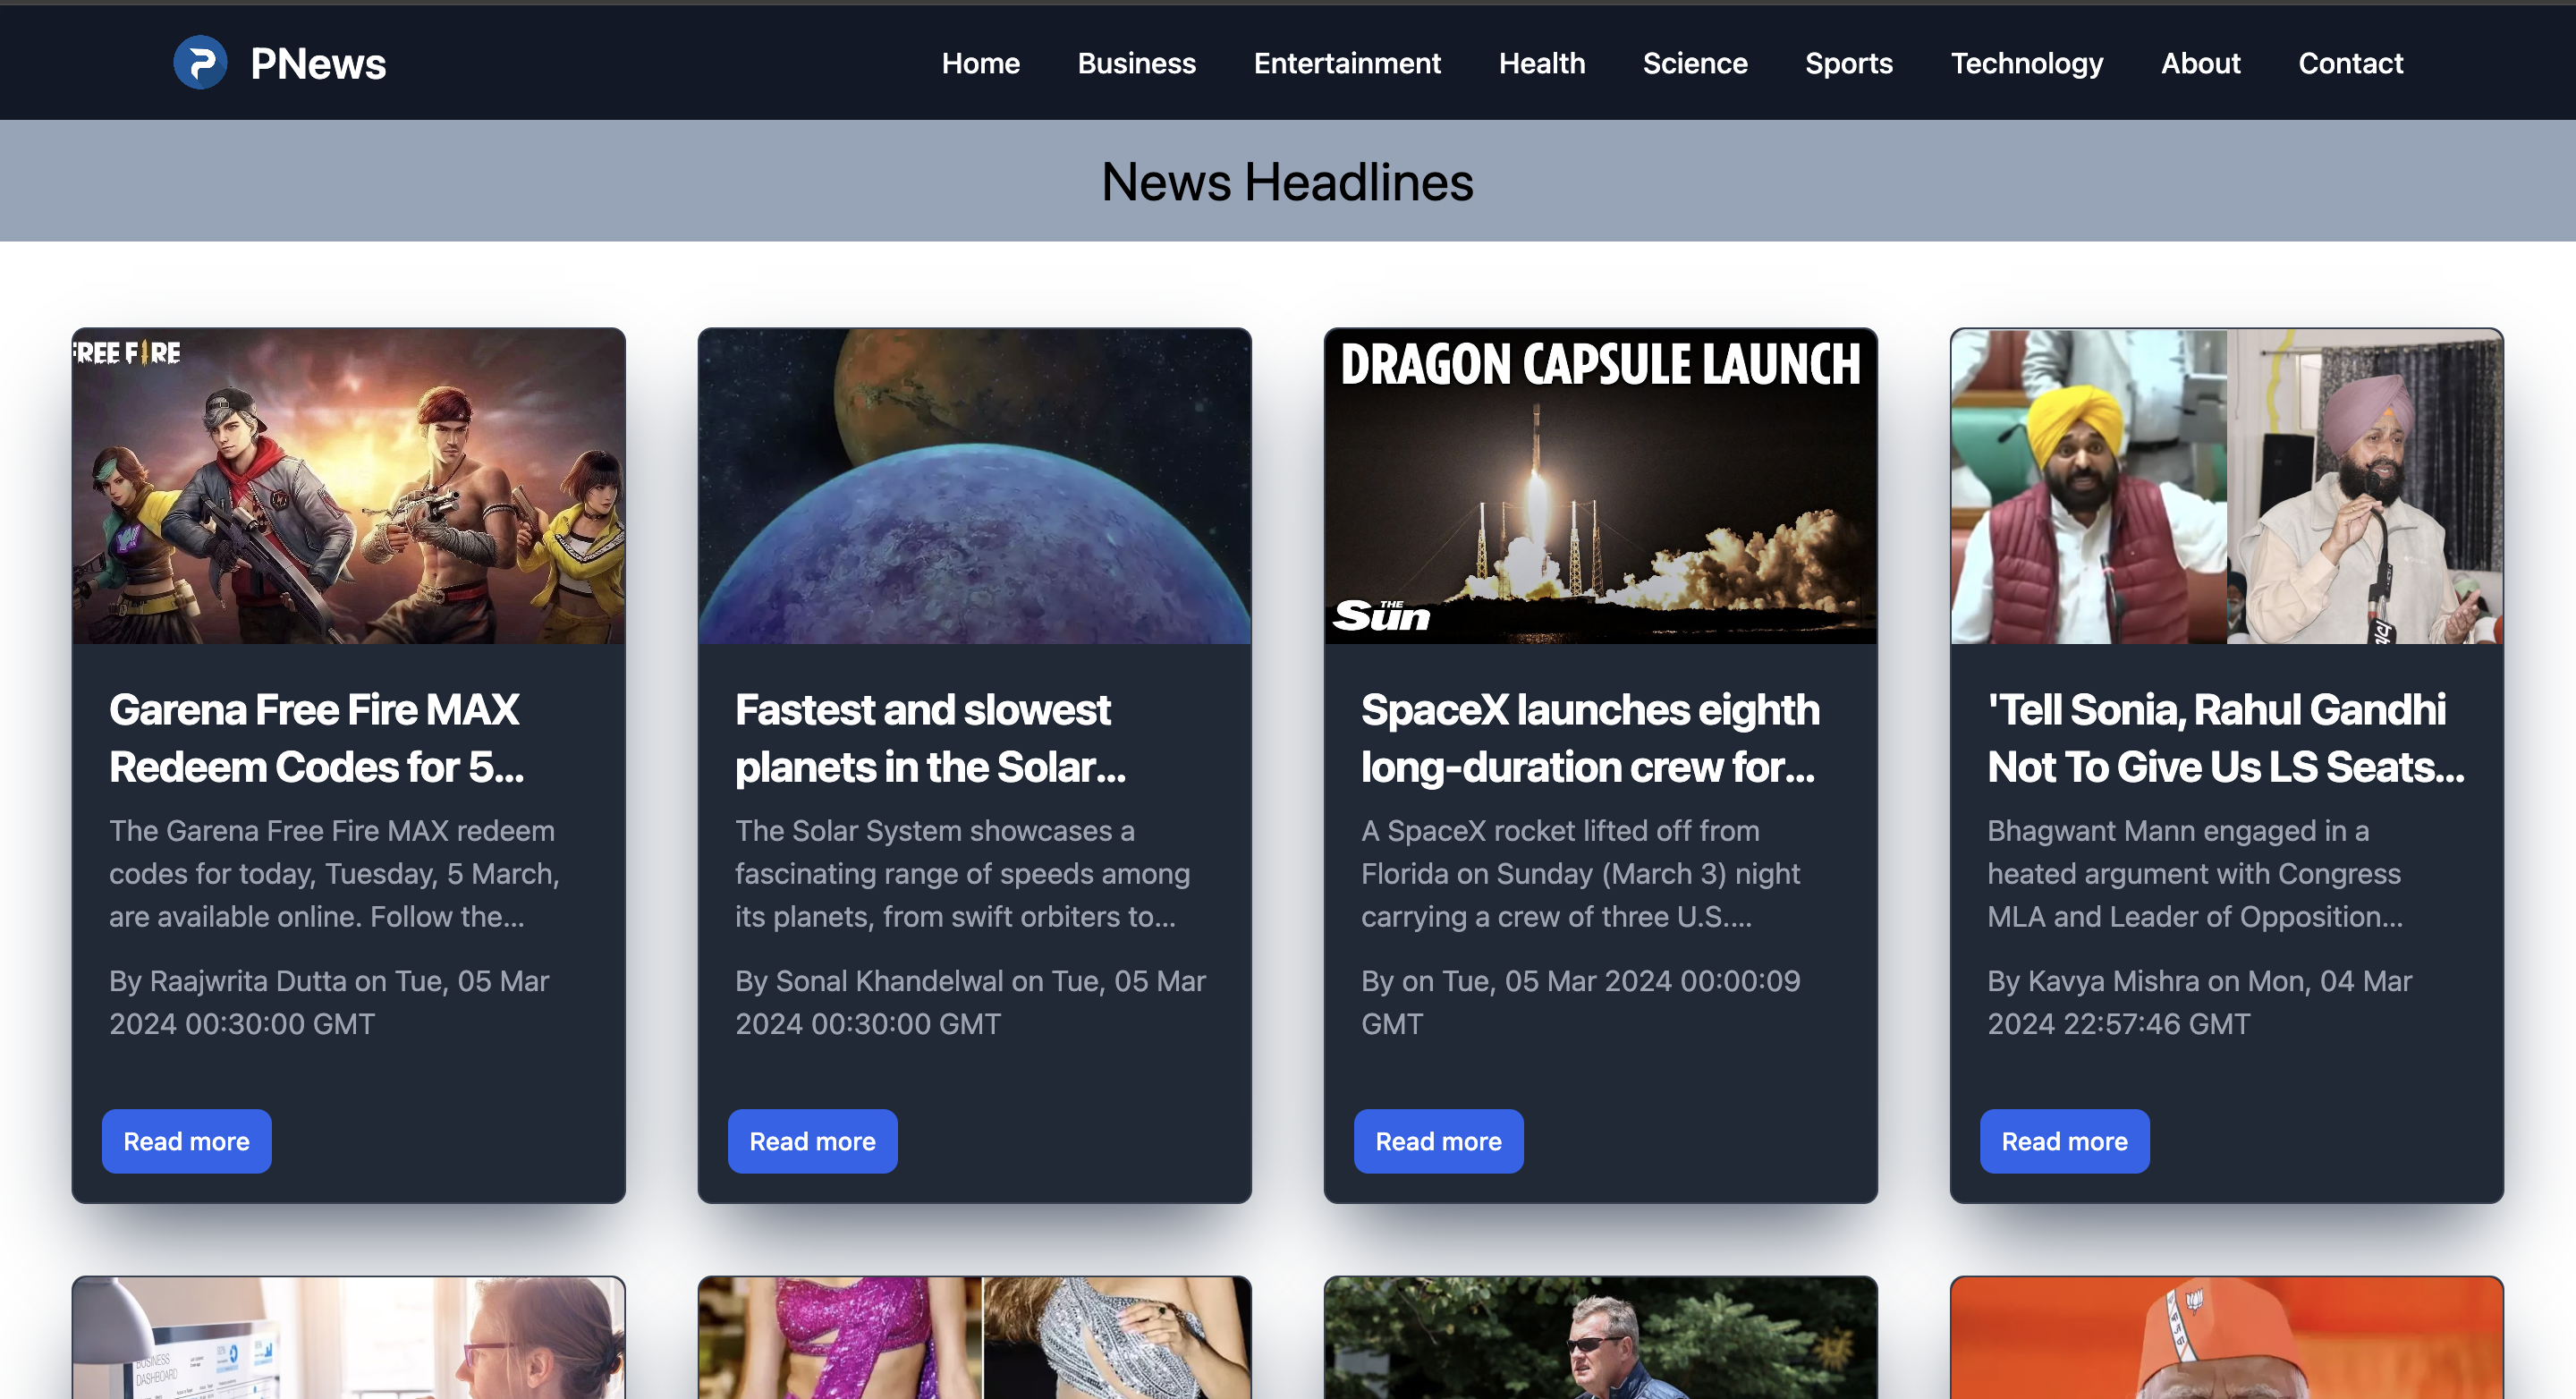 PNews
Home Business Entertainment Health Science Sports Technology About Contact
News Headlines
FREE FIRE
Garena Free Fire MAX
Redeem Codes for 5...
The Garena Free Fire MAX redeem
codes for today, Tuesday, 5 March,
are available online. Follow the...
By Raajwrita Dutta on Tue, 05 Mar
2024 00:30:00 GMT
Read more
Fastest and slowest
planets in the Solar...
The Solar System showcases a
fascinating range of speeds among
its planets, from swift orbiters to...
By Sonal Khandelwal on Tue, 05 Mar
2024 00:30:00 GMT
Read more
DRAGON CAPSULE LAUNCH
THE
Sun
SpaceX launches eighth
long-duration crew for...
A SpaceX rocket lifted off from
Florida on Sunday (March 3) night
carrying a crew of three U.S....
By on Tue, 05 Mar 2024 00:00:09
GMT
Read more
'Tell Sonia, Rahul Gandhi
Not To Give Us LS Seats...
Bhagwant Mann engaged in a
heated argument with Congress
MLA and Leader of Opposition...
By Kavya Mishra on Mon, 04 Mar
2024 22:57:46 GMT
Read more
BUSINESS
DASHBOARD
भाजपा